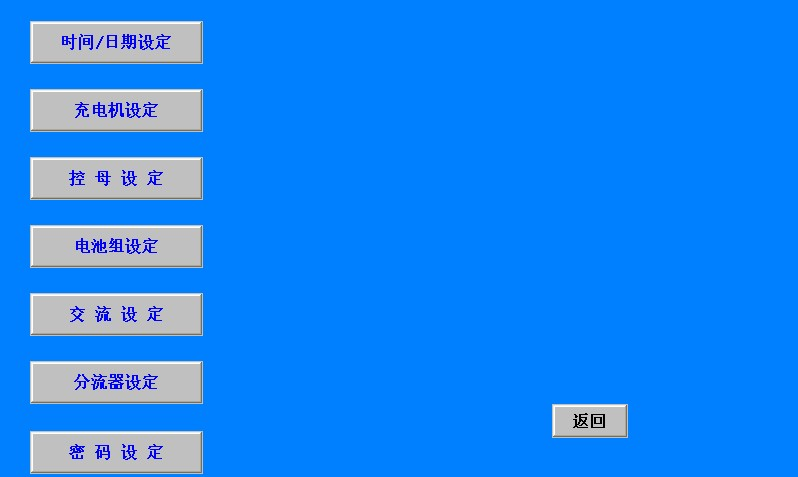 时间/日期设定
充电机设定
控 母 设 定
电池组设定
交 流 设 定
分流器设定
返回
密 码 设 定